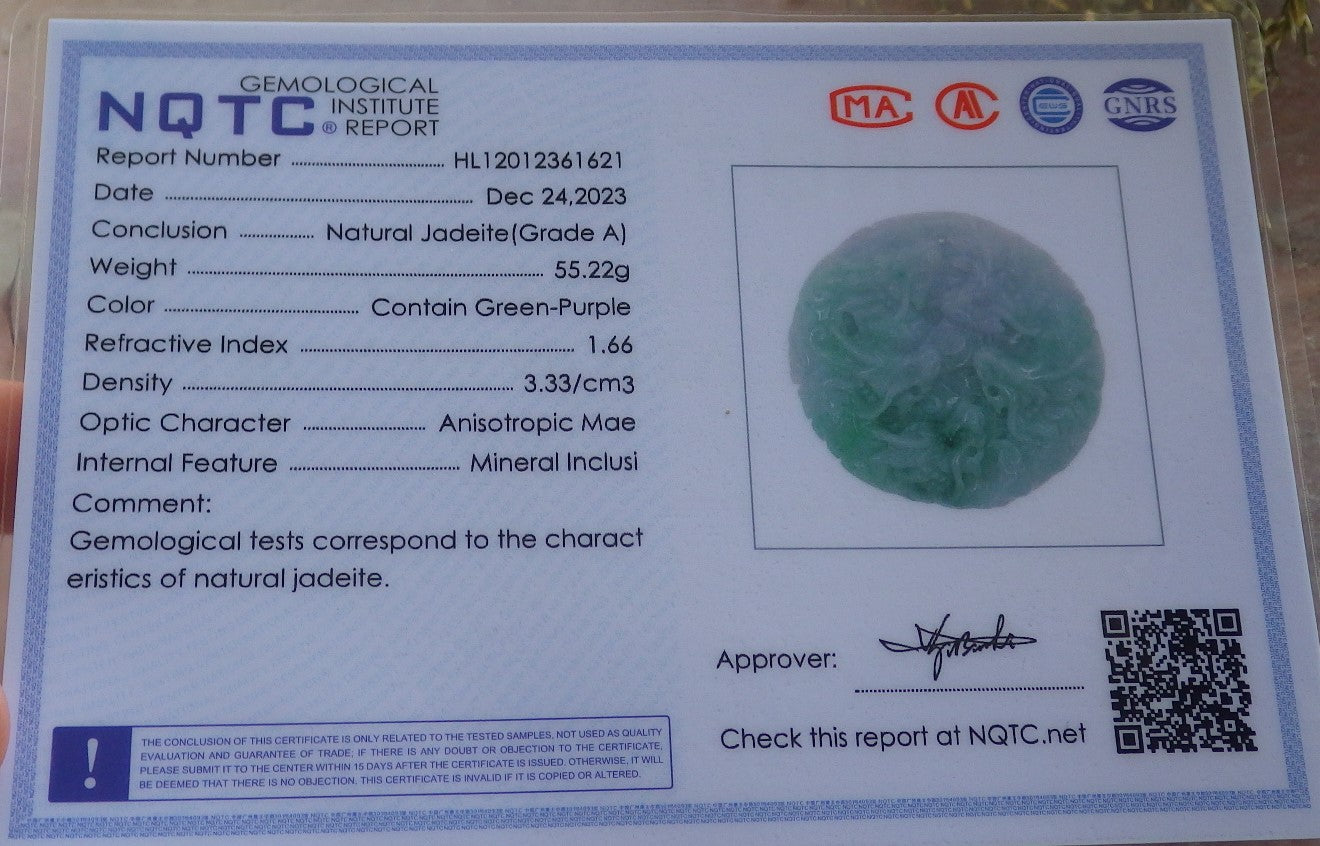 GEMOLOGICAL
NQTC INSTITUTE
® REPORT
Report Number ........................ HL12012361621
Date ........................ Dec 24,2023
Conclusion ............ Natural Jadeite(Grade A)
Weight ........................ 55.22g
Color ........................ Contain Green-Purple
Refractive Index ........................ 1.66
Density ........................ 3.33/cm3
Optic Character ........................ Anisotropic Mae
Internal Feature ........................ Mineral Inclusi
Comment:
Gemological tests correspond to the charact
eristics of natural jadeite.
! THE CONCLUSION OF THIS CERTIFICATE IS ONLY RELATED TO THE TESTED SAMPLES, NOT USED AS QUALITY
EVALUATION AND GUARANTEE OF TRADE; IF THERE IS ANY DOUBT OR OBJECTION TO THE CERTIFICATE,
PLEASE SUBMIT IT TO THE CENTER WITHIN 15 DAYS AFTER THE CERTIFICATE IS ISSUED. OTHERWISE, IT WILL
BE DEEMED THAT THERE IS NO OBJECTION. THIS CERTIFICATE IS INVALID IF IT IS COPIED OR ALTERED.
MA
GNRS
Approver:
Check this report at NQTC.net